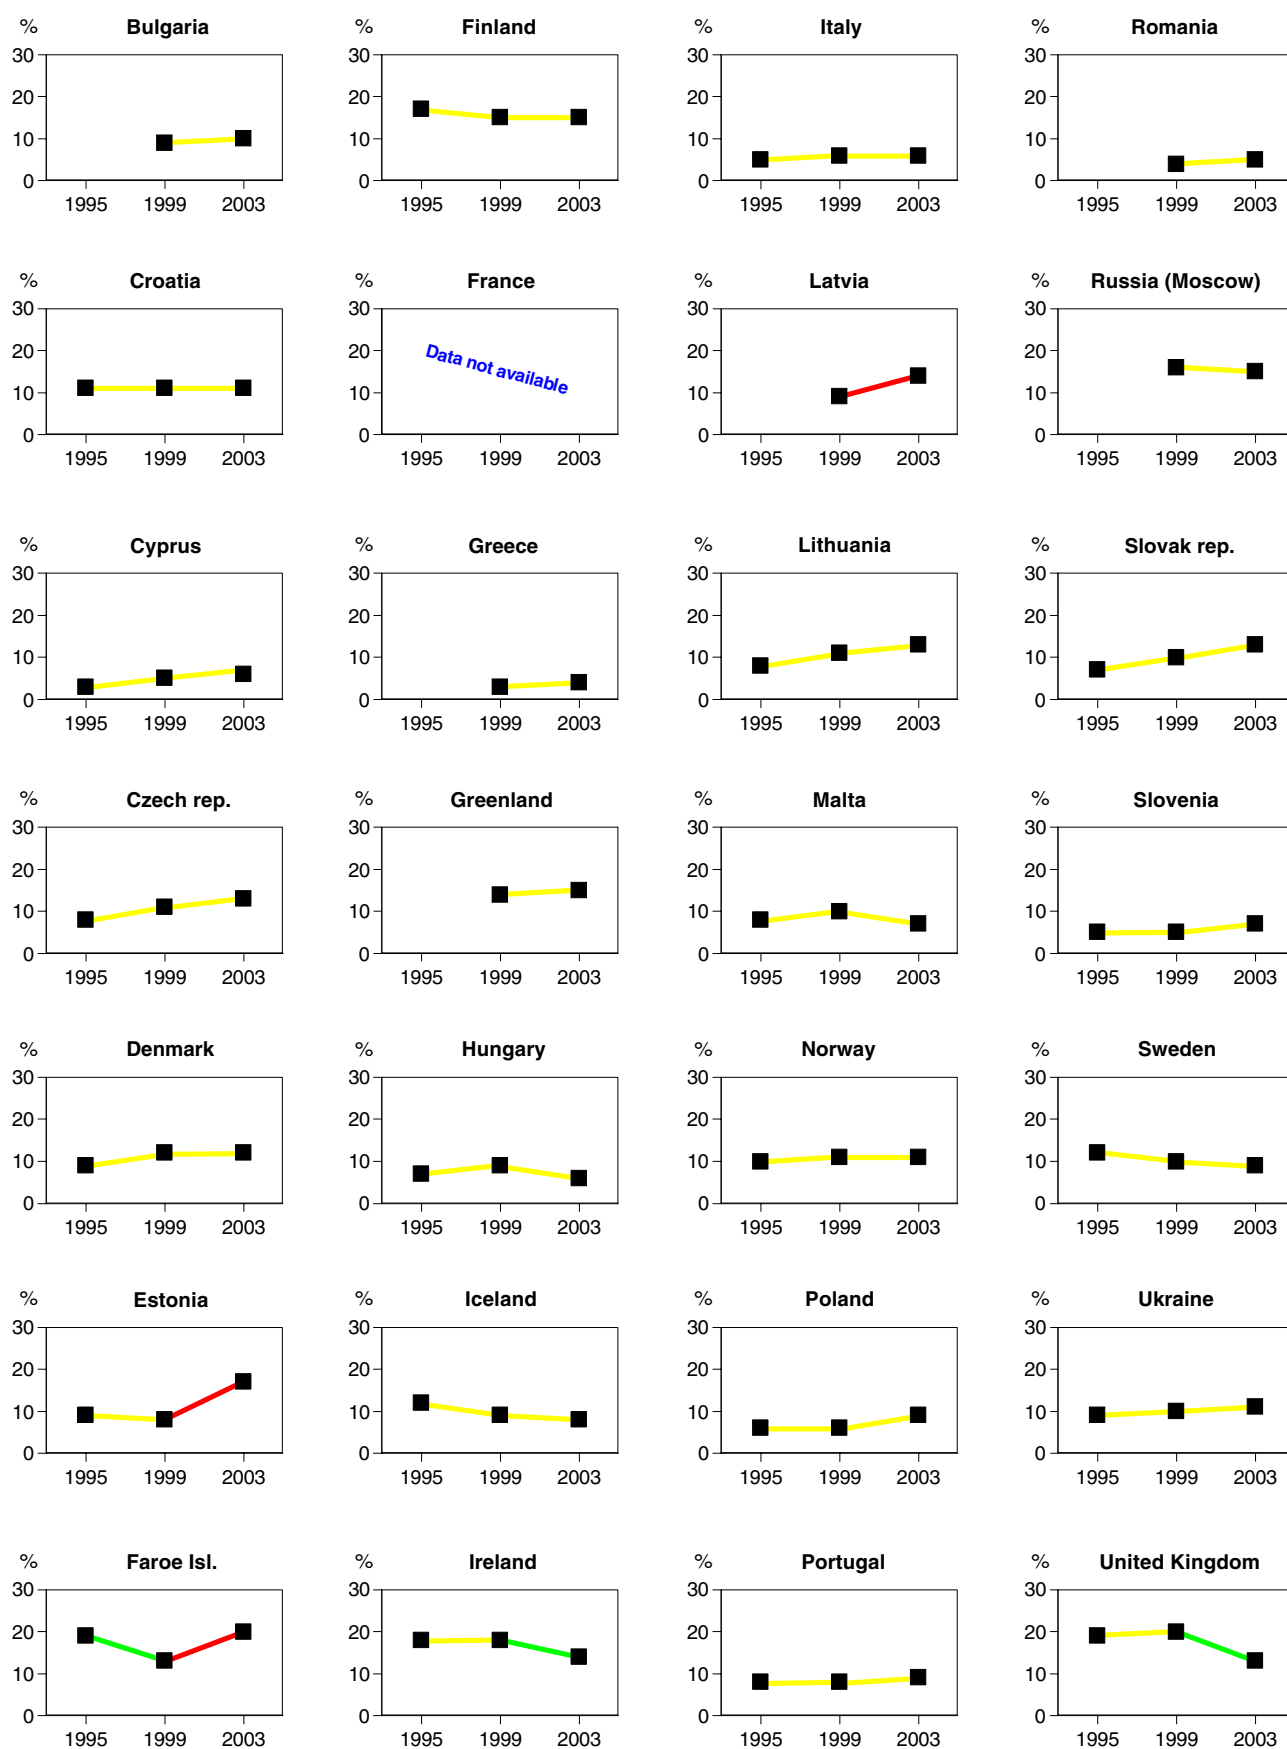 % Bulgaria % Finland % Italy % Romania
30 30 30 30
20 20 20 20
10 10 10 10
0 0 0 0
1995 1999 2003 1995 1999 2003 1995 1999 2003 1995 1999 2003
% Croatia % France % Latvia % Russia (Moscow)
30 30 30 30
20 20 20 20
Data not available
10 10 10 10
0 0 0 0
1995 1999 2003 1995 1999 2003 1995 1999 2003 1995 1999 2003
% Cyprus % Greece % Lithuania % Slovak rep.
30 30 30 30
20 20 20 20
10 10 10 10
0 0 0 0
1995 1999 2003 1995 1999 2003 1995 1999 2003 1995 1999 2003
% Czech rep. % Greenland % Malta % Slovenia
30 30 30 30
20 20 20 20
10 10 10 10
0 0 0 0
1995 1999 2003 1995 1999 2003 1995 1999 2003 1995 1999 2003
% Denmark % Hungary % Norway % Sweden
30 30 30 30
20 20 20 20
10 10 10 10
0 0 0 0
1995 1999 2003 1995 1999 2003 1995 1999 2003 1995 1999 2003
% Estonia % Iceland % Poland % Ukraine
30 30 30 30
20 20 20 20
10 10 10 10
0 0 0 0
1995 1999 2003 1995 1999 2003 1995 1999 2003 1995 1999 2003
% Faroe Isl. % Ireland % Portugal % United Kingdom
30 30 30 30
20 20 20 20
10 10 10 10
0 0 0 0
1995 1999 2003 1995 1999 2003 1995 1999 2003 1995 1999 2003